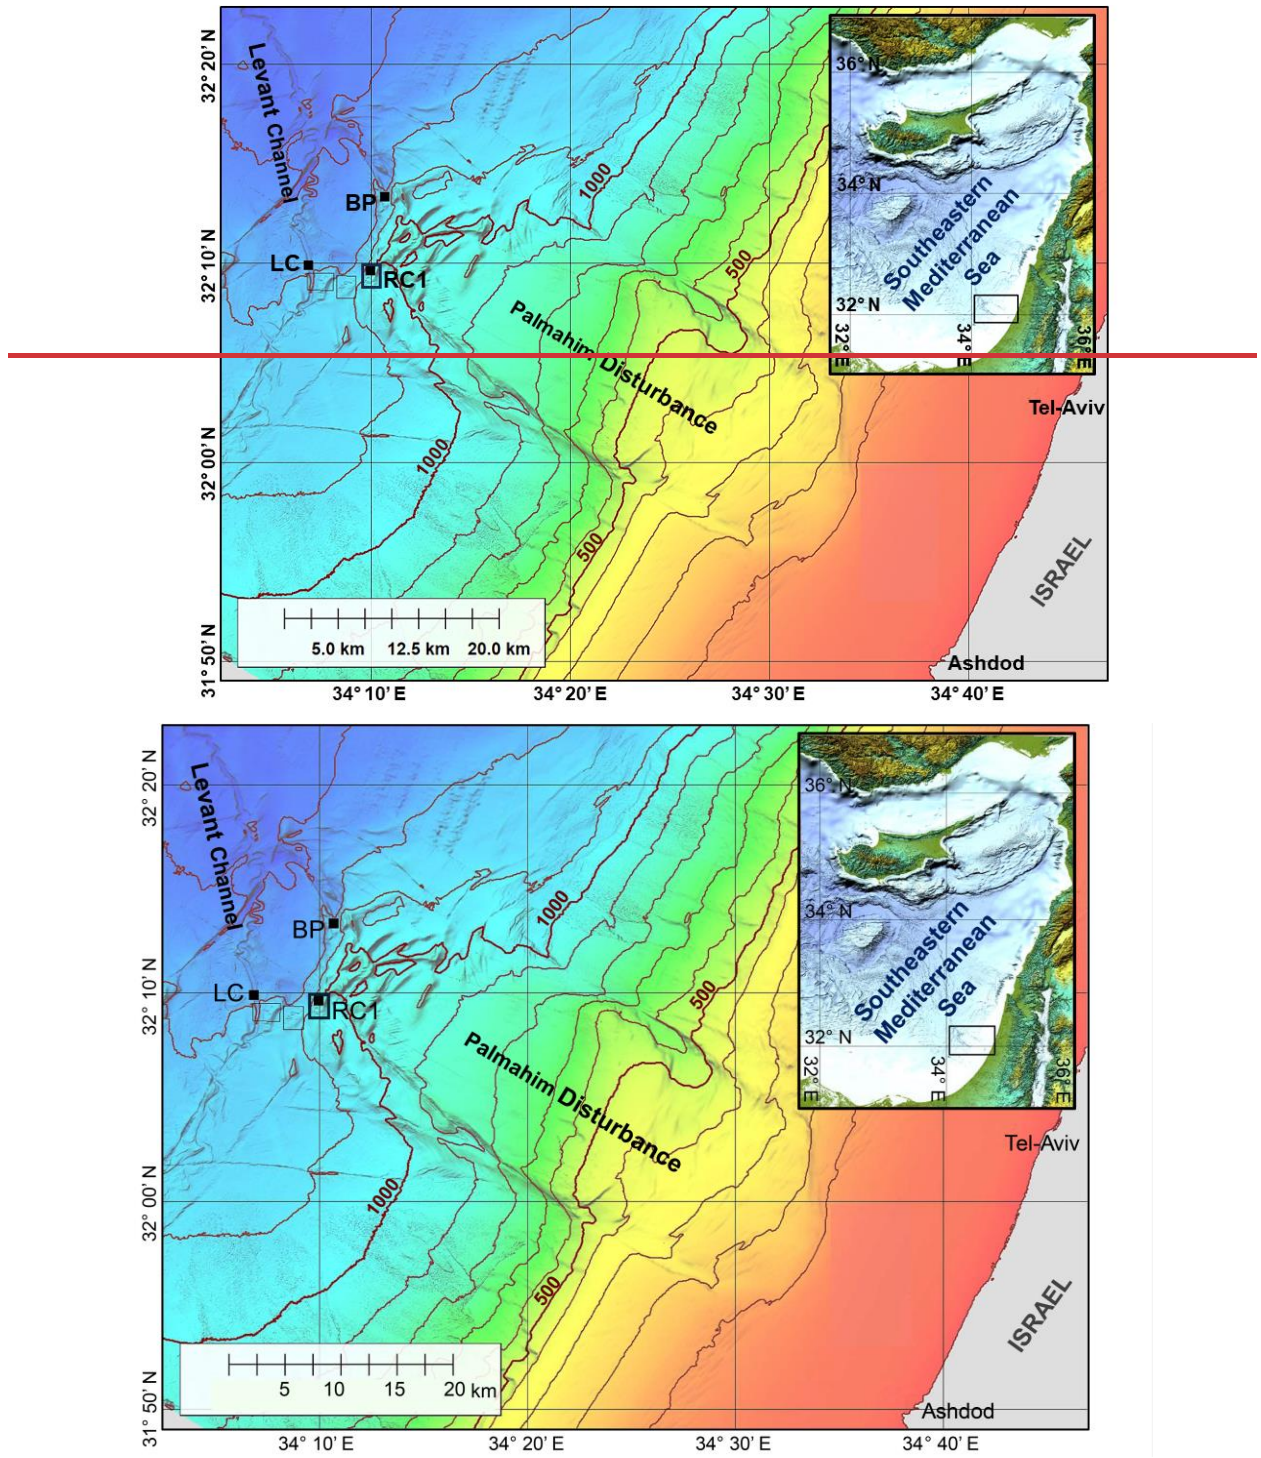 32° 20' N
Levant Channel
36° N
1000
34° N
BP
Southeastern
Mediterranean
Sea
32° 10' N
LC
RC1
500
32° N
32° E
34° E
36° E
Palmahim Disturbance
Tel-Aviv
1000
32° 00' N
500
ISRAEL
5.0 km 12.5 km 20.0 km
31° 50' N
Ashdod
34° 10' E 34° 20' E 34° 30' E 34° 40' E
32° 20' N
Levant Channel
36° N
1000
34° N
BP
Southeastern
Mediterranean
Sea
32° 10' N
LC
RC1
500
32° N
32° E
34° E
36° E
Palmahim Disturbance
Tel-Aviv
1000
32° 00' N
500
ISRAEL
5 10 15 20 km
31° 50' N
Ashdod
34° 10' E 34° 20' E 34° 30' E 34° 40' E